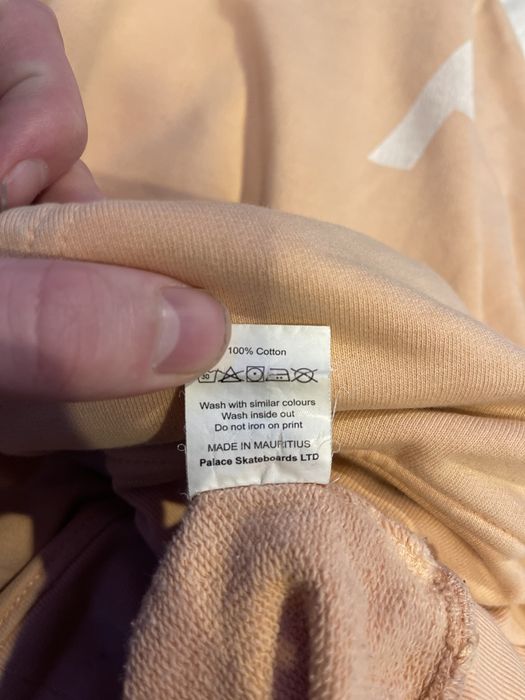 100% Cotton
30
Wash with similar colours
Wash inside out
Do not iron on print
MADE IN MAURITIUS
Palace Skateboards LTD